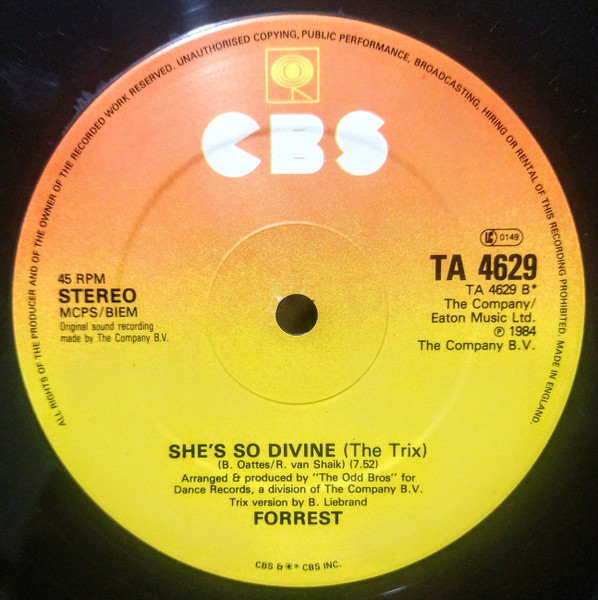 ALL RIGHTS OF THE PRODUCER AND OF THE OWNER OF THE RECORDED WORK RESERVED. UNAUTHORISED COPYING, PUBLIC PERFORMANCE, BROADCASTING, HIRING OR RENTAL OF THIS RECORDING PROHIBITED. MADE IN ENGLAND.
CBS
LC 0149
45 RPM
STEREO
MCPS/BIEM
Original sound recording
made by The Company B.V.
TA 4629
TA 4629 B*
The Company/
Eaton Music Ltd.
℗ 1984
The Company B.V.
SHE'S SO DIVINE (The Trix)
(B. Oattes/R. van Shaik) (7.52)
Arranged & produced by "The Odd Bros" for
Dance Records, a division of The Company B.V.
Trix version by B. Liebrand
FORREST
CBS & ® CBS INC.